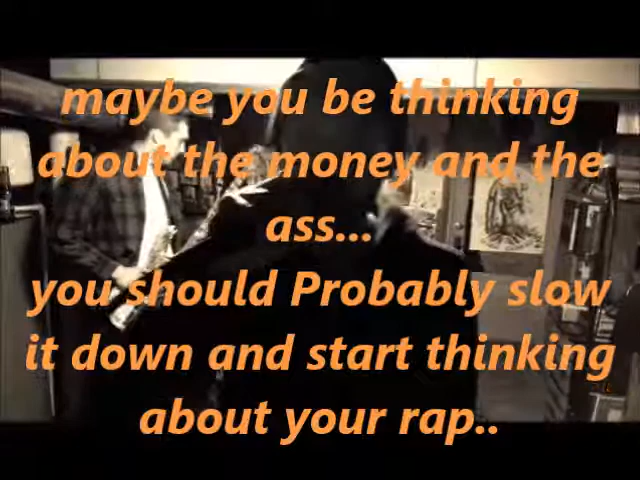 maybe you be thinking
about the money and the
ass...
you should Probably slow
it down and start thinking
about your rap..